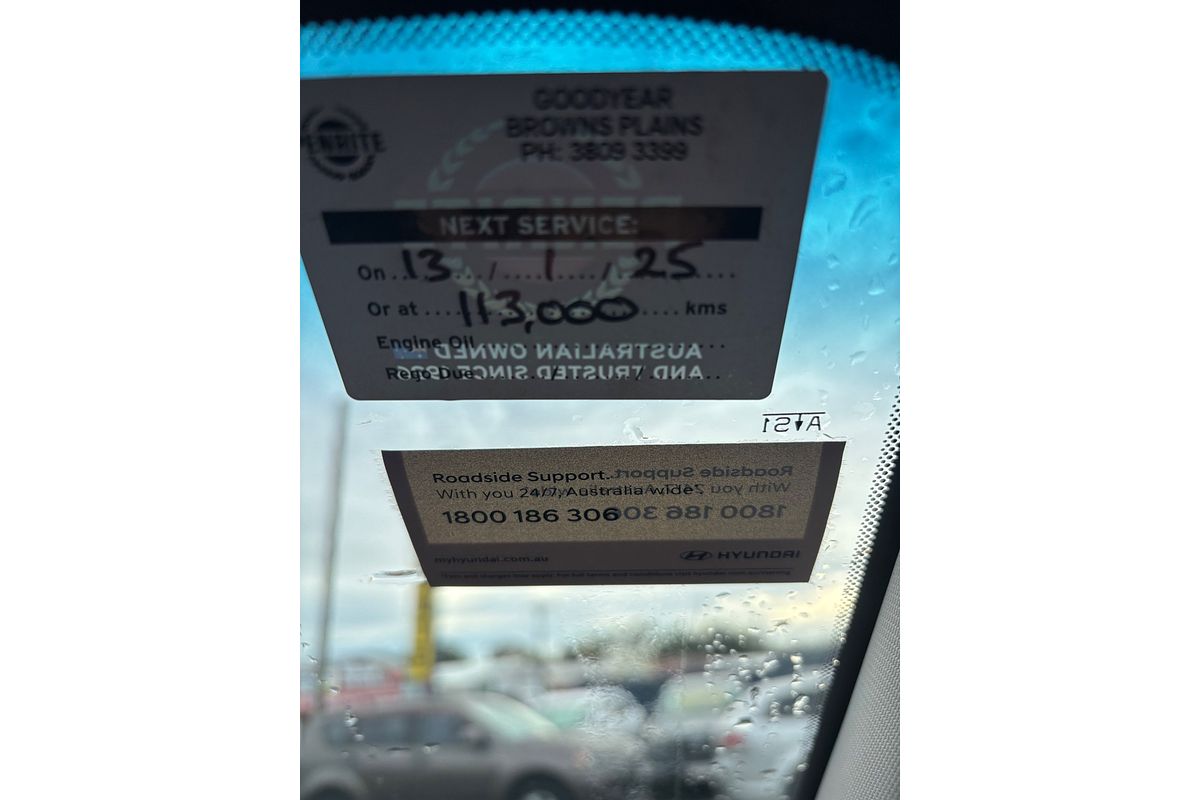 GOODYEAR
BROWNS PLAINS
PH: 3809 3399
PENRITE
NEXT SERVICE:
On 13 / 1 / 25
Or at 113,000 kms
Engine Oil
Rego Due / /
AUSTRALIAN OWNED
AND TRUSTED SINCE
AS1
Roadside Support.
With you 24/7, Australia wide*.
1800 186 306
myhyundai.com.au
HYUNDAI